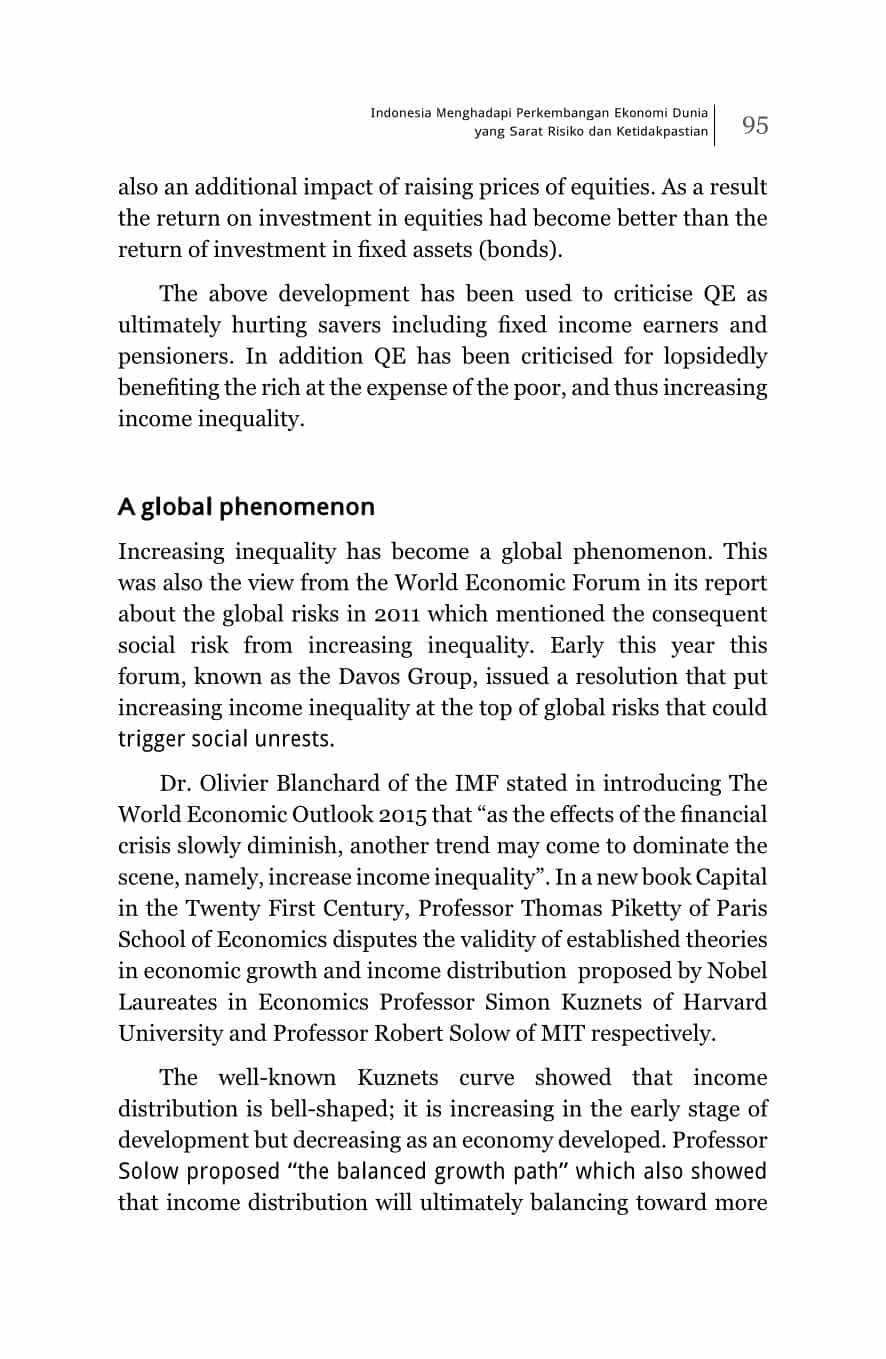 Indonesia Menghadapi Perkembangan Ekonomi Dunia
yang Sarat Risiko dan Ketidakpastian
95
also an additional impact of raising prices of equities. As a result
the return on investment in equities had become better than the
return of investment in fixed assets (bonds).
The above development has been used to criticise QE as
ultimately hurting savers including fixed income earners and
pensioners. In addition QE has been criticised for lopsidedly
benefiting the rich at the expense of the poor, and thus increasing
income inequality.
A global phenomenon
Increasing inequality has become a global phenomenon. This
was also the view from the World Economic Forum in its report
about the global risks in 2011 which mentioned the consequent
social risk from increasing inequality. Early this year this
forum, known as the Davos Group, issued a resolution that put
increasing income inequality at the top of global risks that could
trigger social unrests.
Dr. Olivier Blanchard of the IMF stated in introducing The
World Economic Outlook 2015 that “as the effects of the financial
crisis slowly diminish, another trend may come to dominate the
scene, namely, increase income inequality”. In a new book Capital
in the Twenty First Century, Professor Thomas Piketty of Paris
School of Economics disputes the validity of established theories
in economic growth and income distribution  proposed by Nobel
Laureates in Economics Professor Simon Kuznets of Harvard
University and Professor Robert Solow of MIT respectively.
The well-known Kuznets curve showed that income
distribution is bell-shaped; it is increasing in the early stage of
development but decreasing as an economy developed. Professor
Solow proposed “the balanced growth path” which also showed
that income distribution will ultimately balancing toward more